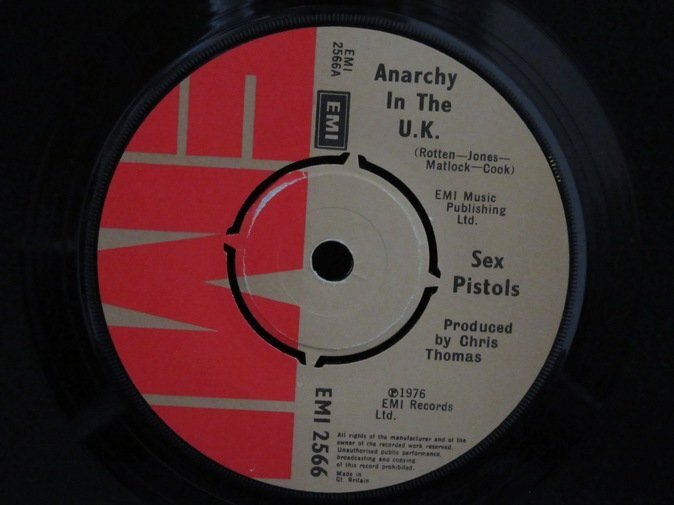 EMI
EMI
2566A
EMI
Anarchy
In The
U.K.
(Rotten—Jones—
Matlock—Cook)
EMI Music
Publishing
Ltd.
Sex
Pistols
Produced
by Chris
Thomas
℗1976
EMI Records
Ltd.
EMI 2566
All rights of the manufacturer and of the
owner of the recorded work reserved.
Unauthorised public performance,
broadcasting and copying
of this record prohibited.
Made in
Gt. Britain